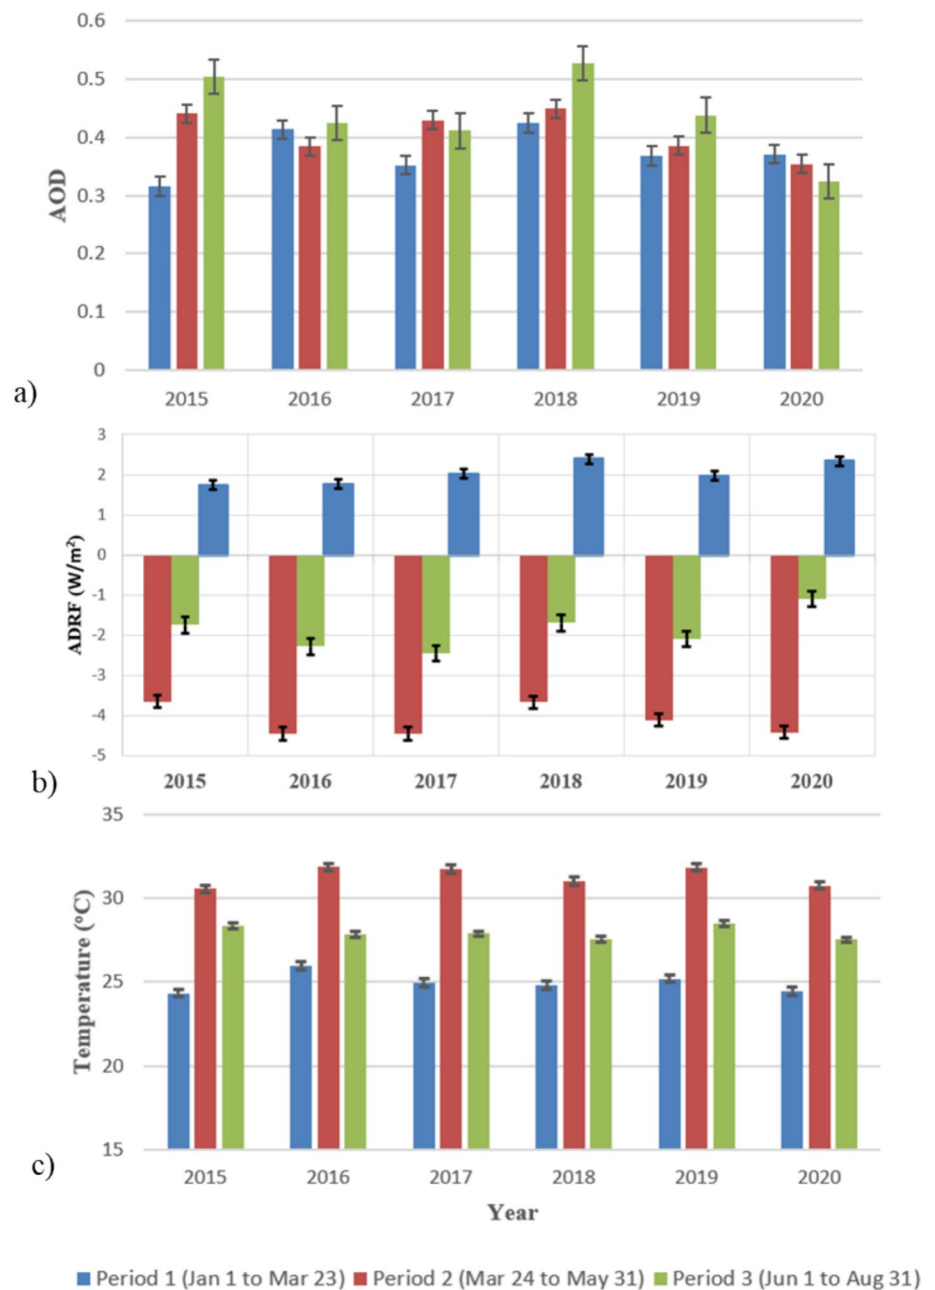 0.6
0.5
0.4
0.3
0.2
0.1
0
AOD
2015 2016 2017 2018 2019 2020
a)
3
2
1
0
-1
-2
-3
-4
-5
ADRF (W/m²)
2015 2016 2017 2018 2019 2020
b)
35
30
25
20
15
Temperature (°C)
c)
2015 2016 2017 2018 2019 2020
Year
Period 1 (Jan 1 to Mar 23) Period 2 (Mar 24 to May 31) Period 3 (Jun 1 to Aug 31)